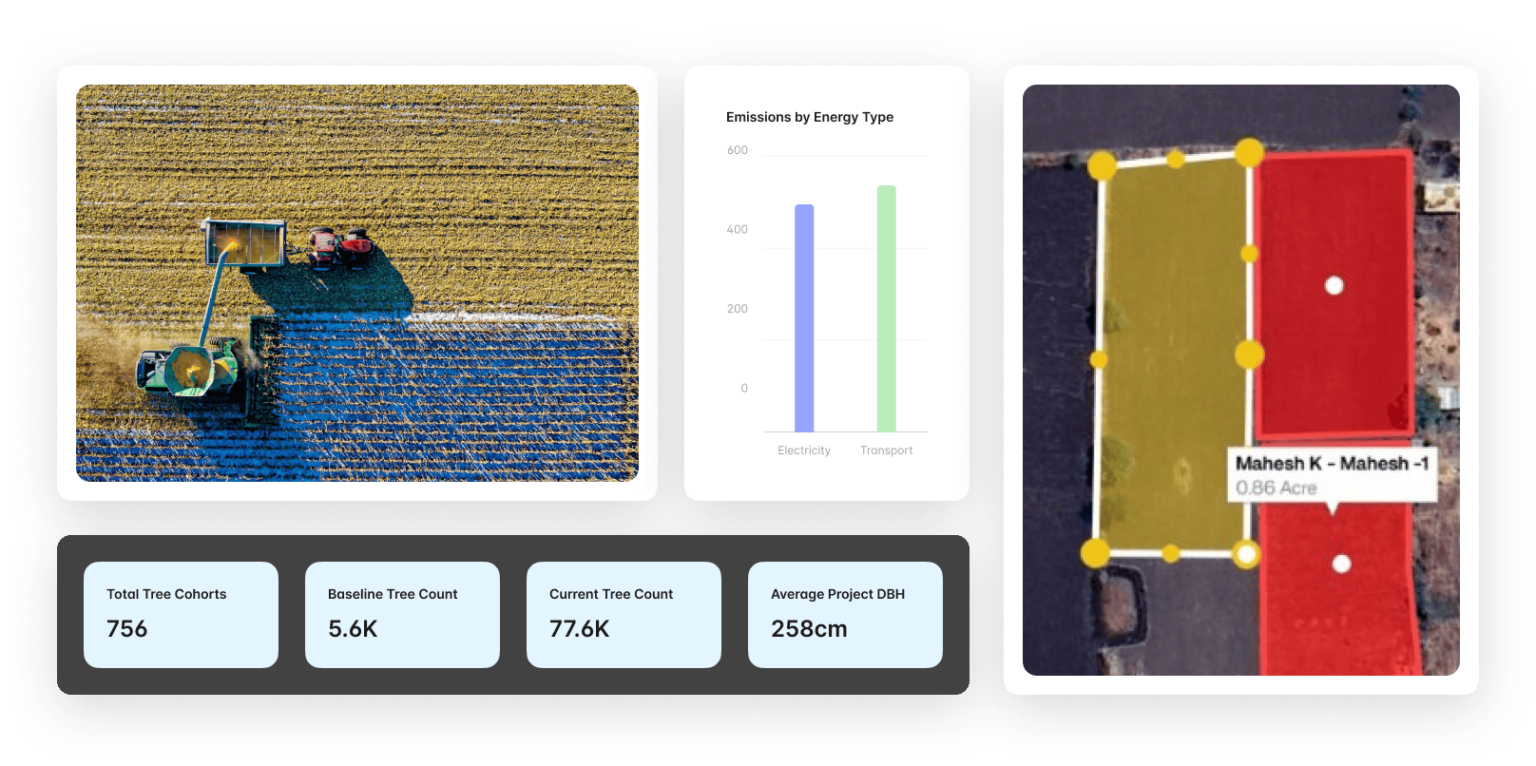 Emissions by Energy Type
600
400
200
0
Electricity
Transport
Mahesh K - Mahesh -1
0.86 Acre
Total Tree Cohorts
756
Baseline Tree Count
5.6K
Current Tree Count
77.6K
Average Project DBH
258cm